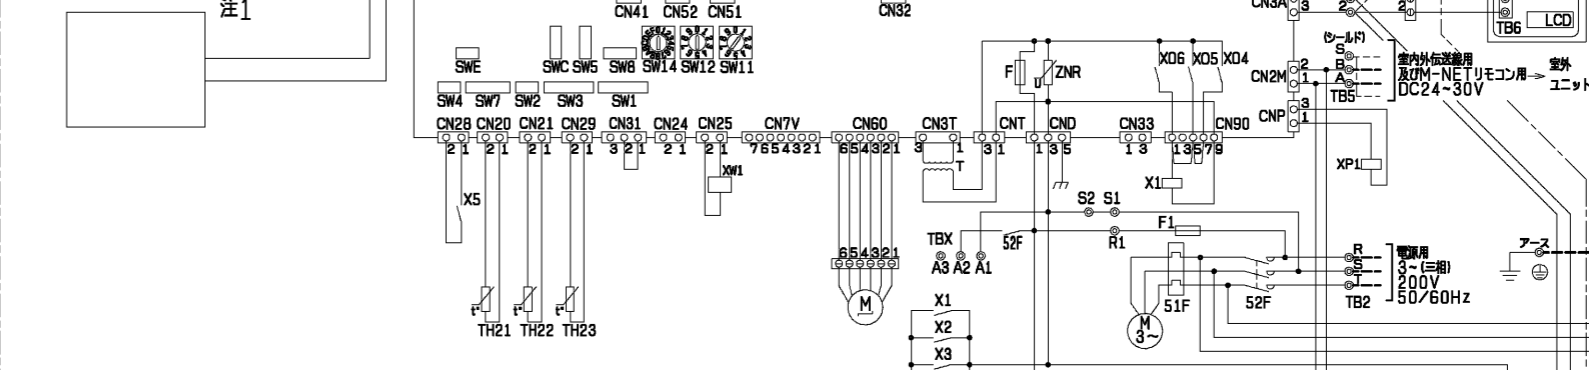 注1
CN41 CN52 CN51
CN32
CN3A 3
2
2
TB6 LCD
SWE SWC SW5 SW8 SW14 SW12 SW11
F ZNR
X06 X05 X04
(シールド)
S
B
A
TB5
CN2M 2
1
室内外伝送線用
及びM-NETリモコン用
DC24~30V
室外
ユニット
SW4 SW7 SW2 SW3 SW1
CNP 3
1
CN28 CN20 CN21 CN29 CN31 CN24 CN25 CN7V CN60 CN3T CNT CND CN33 CN90
2 1 2 1 2 1 2 1 3 2 1 2 1 2 1 7 6 5 4 3 2 1 6 5 4 3 2 1 3 1 3 1 1 3 5 1 3 1 3 5 7 9
T
XW1
X1
XP1
X5
S2 S1
F1
R1
TBX
A3 A2 A1
52F
6 5 4 3 2 1
アース
R
S
T
TB2
電源用
3~(三相)
200V
50/60Hz
51F
52F
t° t° t°
TH21 TH22 TH23
M
M
3~
X1
X2
X3